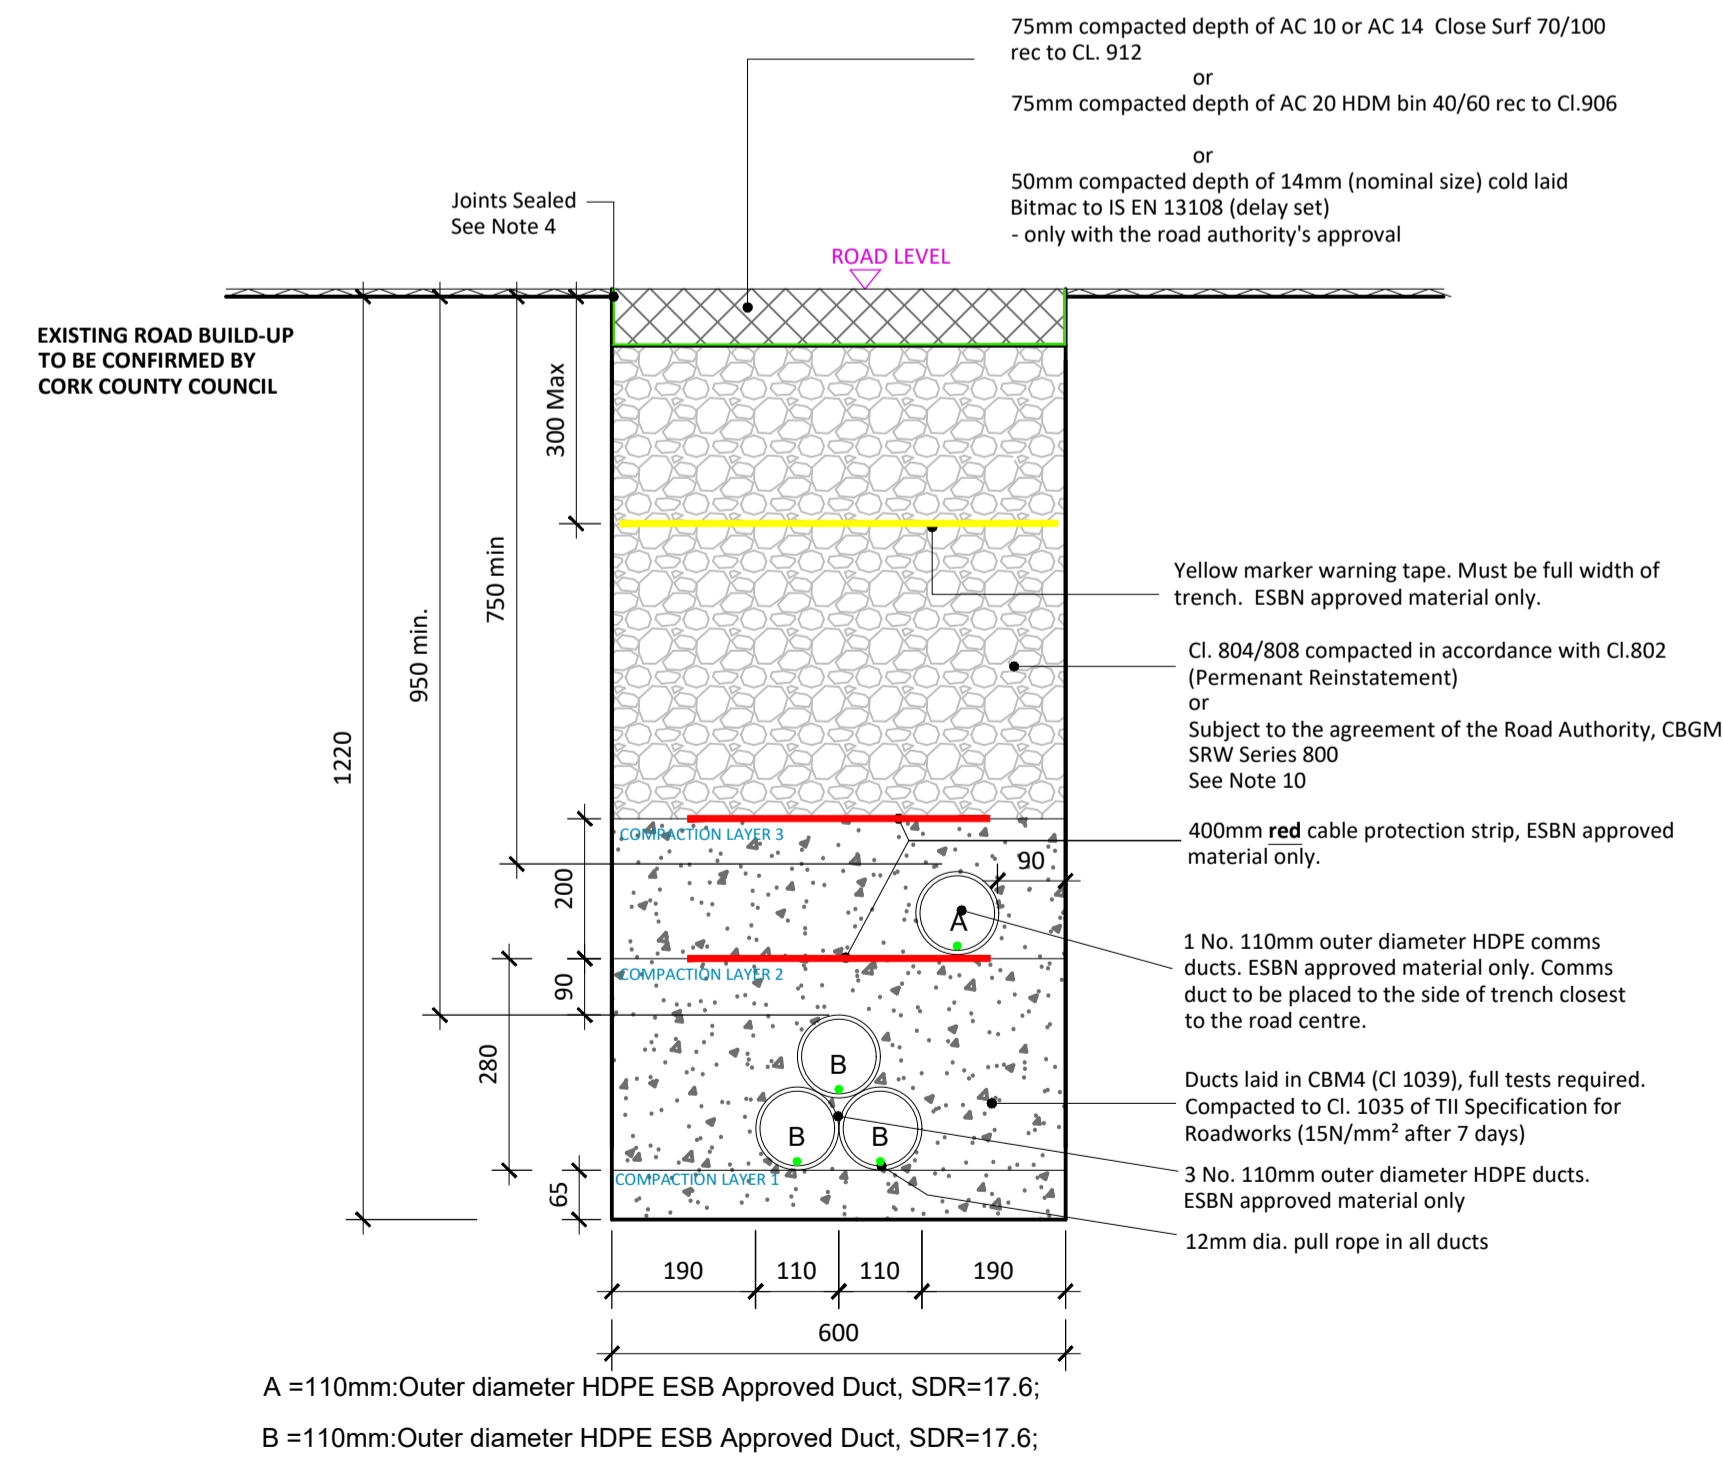 75mm compacted depth of AC 10 or AC 14 Close Surf 70/100
rec to CL. 912
or
75mm compacted depth of AC 20 HDM bin 40/60 rec to Cl.906
or
50mm compacted depth of 14mm (nominal size) cold laid
Bitmac to IS EN 13108 (delay set)
- only with the road authority's approval
Joints Sealed
See Note 4
ROAD LEVEL
EXISTING ROAD BUILD-UP
TO BE CONFIRMED BY
CORK COUNTY COUNCIL
300 Max
750 min
950 min.
1220
Yellow marker warning tape. Must be full width of
trench. ESBN approved material only.
Cl. 804/808 compacted in accordance with Cl.802
(Permenant Reinstatement)
or
Subject to the agreement of the Road Authority, CBGM
SRW Series 800
See Note 10
COMPACTION LAYER 3
400mm red cable protection strip, ESBN approved
material only.
90
200
A
1 No. 110mm outer diameter HDPE comms
ducts. ESBN approved material only. Comms
duct to be placed to the side of trench closest
to the road centre.
COMPACTION LAYER 2
90
280
B
B
B
Ducts laid in CBM4 (Cl 1039), full tests required.
Compacted to Cl. 1035 of TII Specification for
Roadworks (15N/mm² after 7 days)
COMPACTION LAYER 1
65
3 No. 110mm outer diameter HDPE ducts.
ESBN approved material only
12mm dia. pull rope in all ducts
190
110
110
190
600
A =110mm:Outer diameter HDPE ESB Approved Duct, SDR=17.6;
B =110mm:Outer diameter HDPE ESB Approved Duct, SDR=17.6;